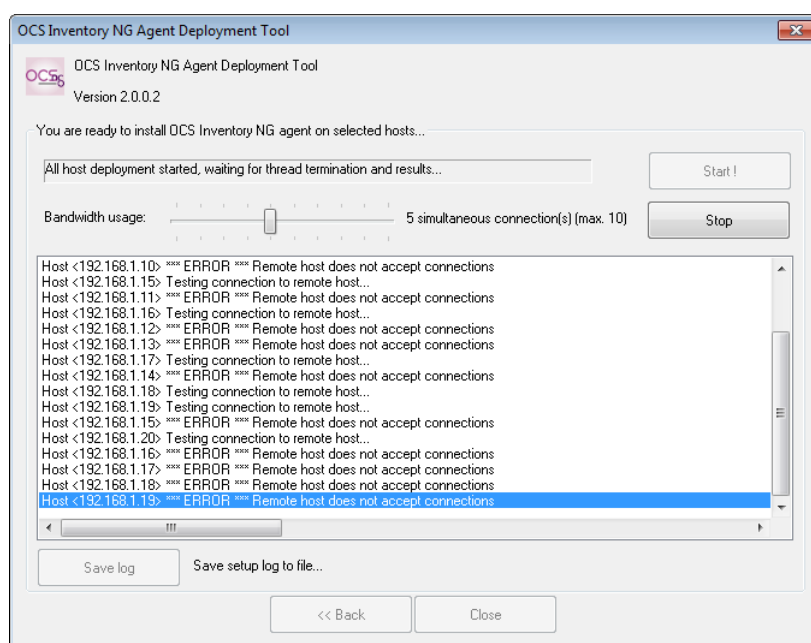 OCS Inventory NG Agent Deployment Tool
OCS Inventory NG Agent Deployment Tool
Version 2.0.0.2
You are ready to install OCS Inventory NG agent on selected hosts...
All host deployment started, waiting for thread termination and results...
Start !
Bandwidth usage:
5 simultaneous connection(s) (max. 10)
Stop
Host <192.168.1.10> *** ERROR *** Remote host does not accept connections
Host <192.168.1.15> Testing connection to remote host...
Host <192.168.1.11> *** ERROR *** Remote host does not accept connections
Host <192.168.1.16> Testing connection to remote host...
Host <192.168.1.12> *** ERROR *** Remote host does not accept connections
Host <192.168.1.13> *** ERROR *** Remote host does not accept connections
Host <192.168.1.17> Testing connection to remote host...
Host <192.168.1.14> *** ERROR *** Remote host does not accept connections
Host <192.168.1.18> Testing connection to remote host...
Host <192.168.1.19> Testing connection to remote host...
Host <192.168.1.15> *** ERROR *** Remote host does not accept connections
Host <192.168.1.20> Testing connection to remote host...
Host <192.168.1.16> *** ERROR *** Remote host does not accept connections
Host <192.168.1.17> *** ERROR *** Remote host does not accept connections
Host <192.168.1.18> *** ERROR *** Remote host does not accept connections
Host <192.168.1.19> *** ERROR *** Remote host does not accept connections
Save log
Save setup log to file...
<< Back
Close